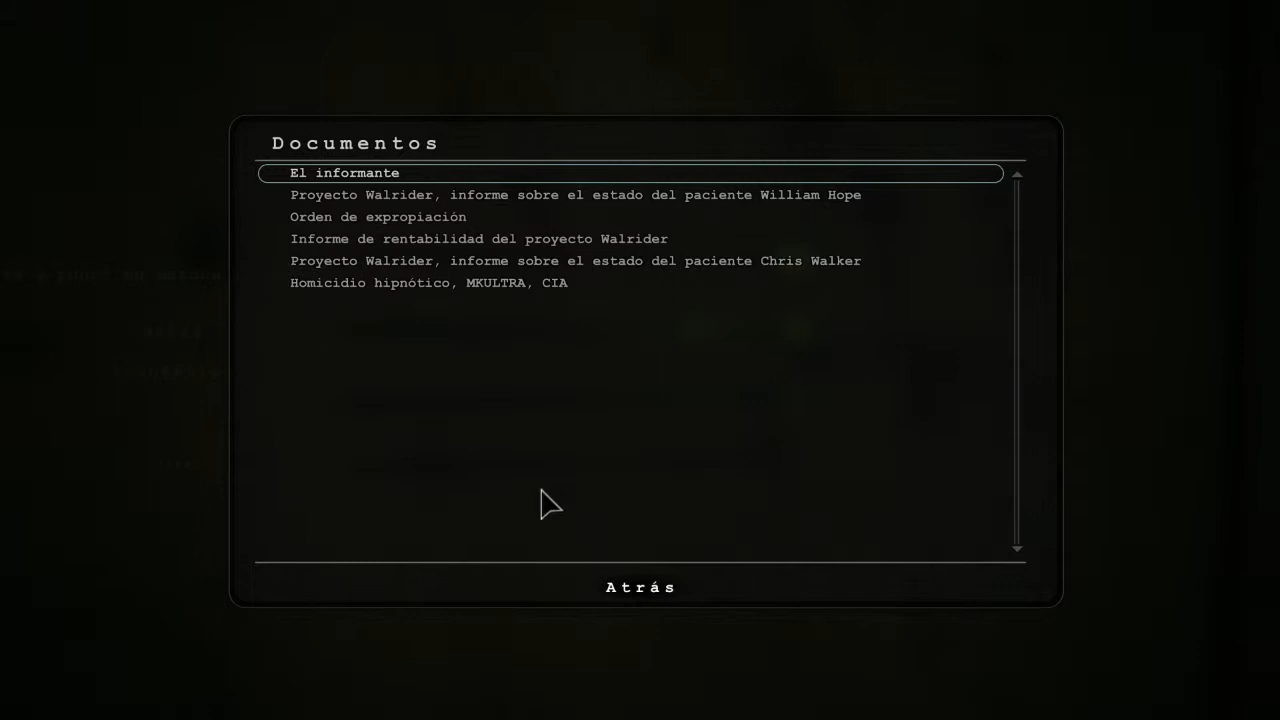 Documentos
El informante
Proyecto Walrider, informe sobre el estado del paciente William Hope
Orden de expropiación
Informe de rentabilidad del proyecto Walrider
Proyecto Walrider, informe sobre el estado del paciente Chris Walker
Homicidio hipnótico, MKULTRA, CIA
Atrás